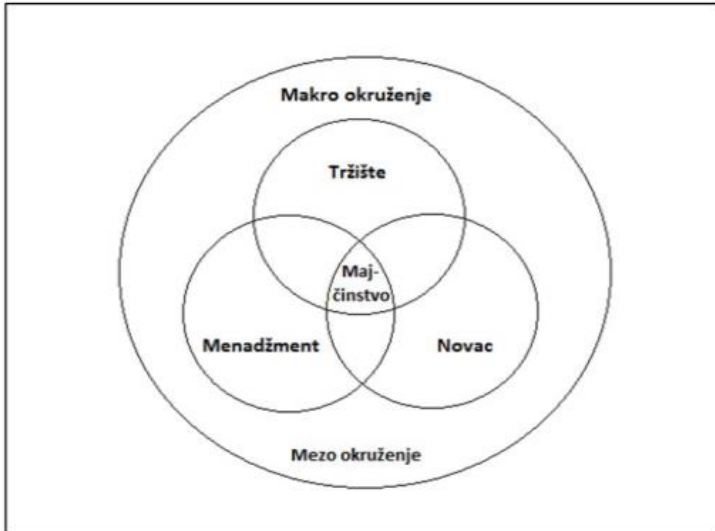 Makro okruženje
Tržište
Maj-
činstvo
Menadžment
Novac
Mezo okruženje